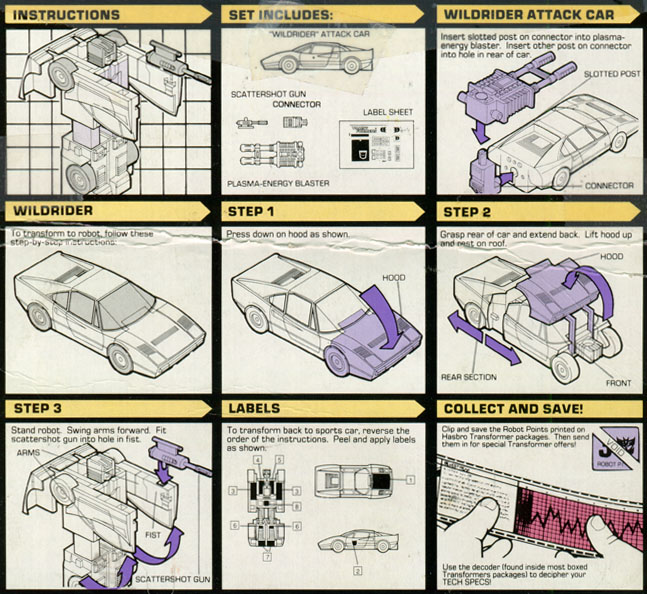 INSTRUCTIONS
SET INCLUDES:
"WILDRIDER" ATTACK CAR
SCATTERSHOT GUN
CONNECTOR
LABEL SHEET
PLASMA-ENERGY BLASTER
WILDRIDER ATTACK CAR
Insert slotted post on connector into plasma-
energy blaster. Insert other post on connector
into hole in rear of car.
SLOTTED POST
CONNECTOR
WILDRIDER
To transform to robot, follow these
step-by-step instructions:
STEP 1
Press down on hood as shown.
HOOD
STEP 2
Grasp rear of car and extend back. Lift hood up
and rest on roof.
HOOD
REAR SECTION
FRONT
STEP 3
Stand robot. Swing arms forward. Fit
scattershot gun into hole in fist.
ARMS
FIST
SCATTERSHOT GUN
LABELS
To transform back to sports car, reverse the
order of the instructions. Peel and apply labels
as shown:
4 5
3 3
8
6 6
7
1
2
COLLECT AND SAVE!
Clip and save the Robot Points printed on
Hasbro Transformer packages. Then send
them in for special Transformer offers!
VOID
ROBOT P
Use the decoder (found inside most boxed
Transformers packages) to decipher your
TECH SPECS!